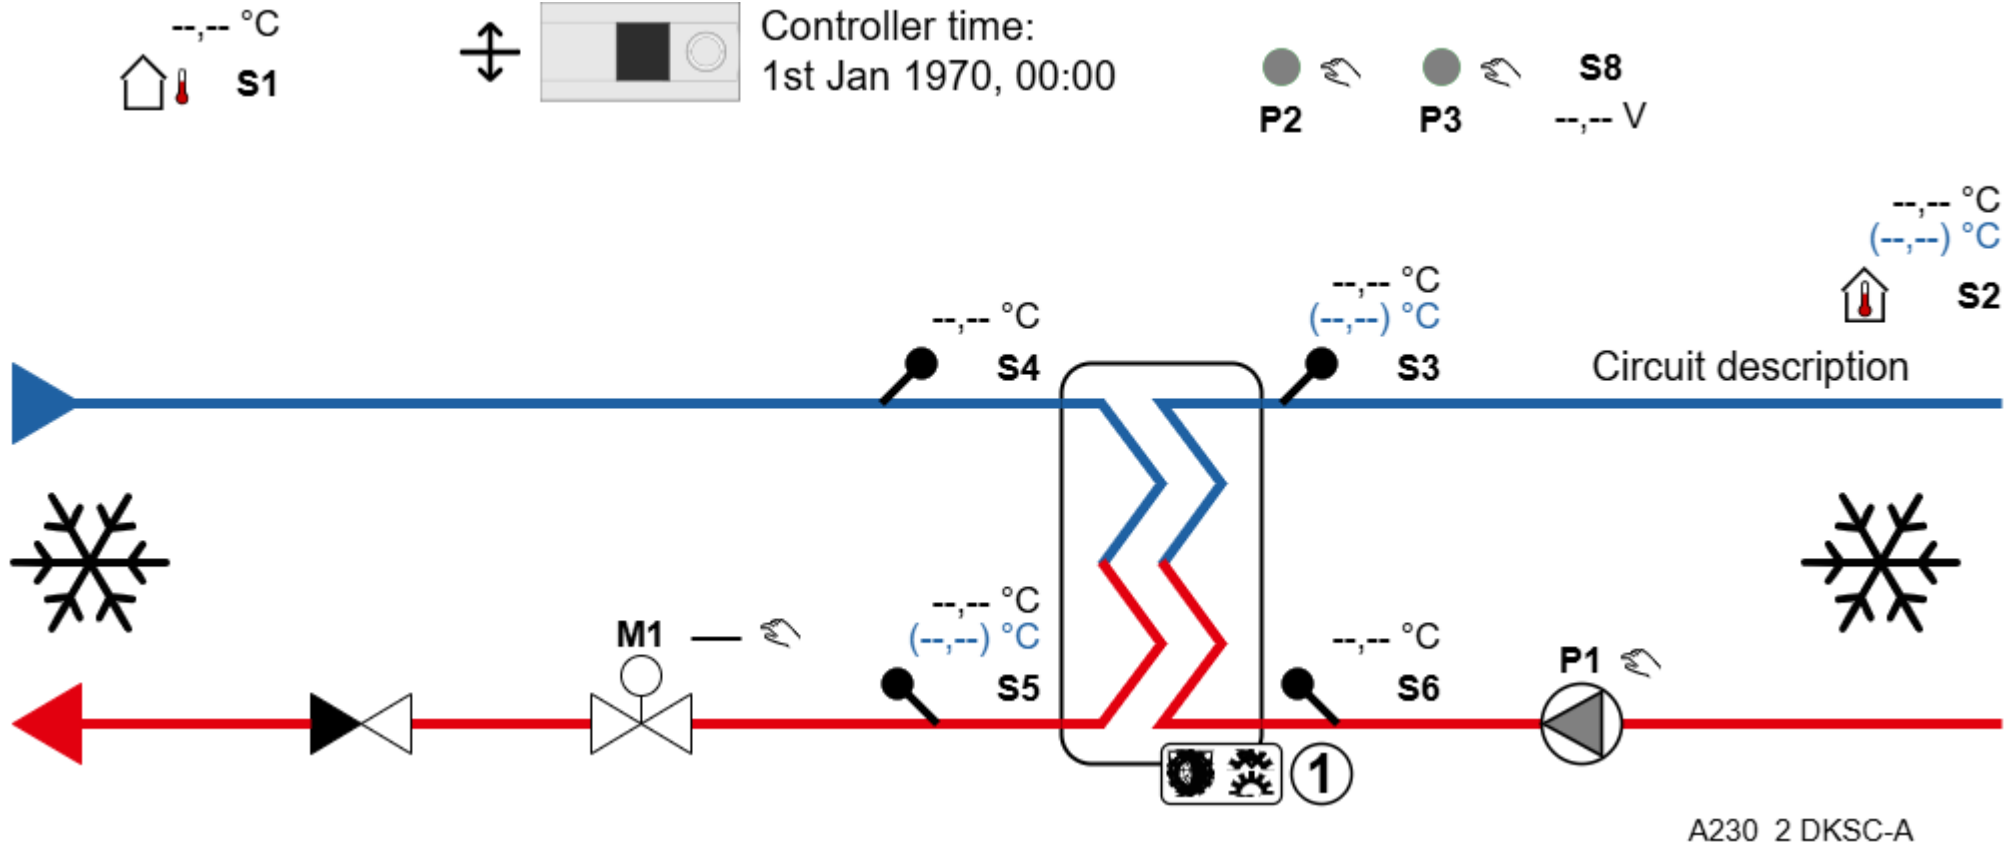 --,-- °C
S1
Controller time:
1st Jan 1970, 00:00
P2
P3
S8
--,-- V
--,-- °C
(--,--) °C
S2
--,-- °C
S4
--,-- °C
(--,--) °C
S3
Circuit description
M1
--,-- °C
(--,--) °C
S5
--,-- °C
S6
P1
1
A230 2 DKSC-A